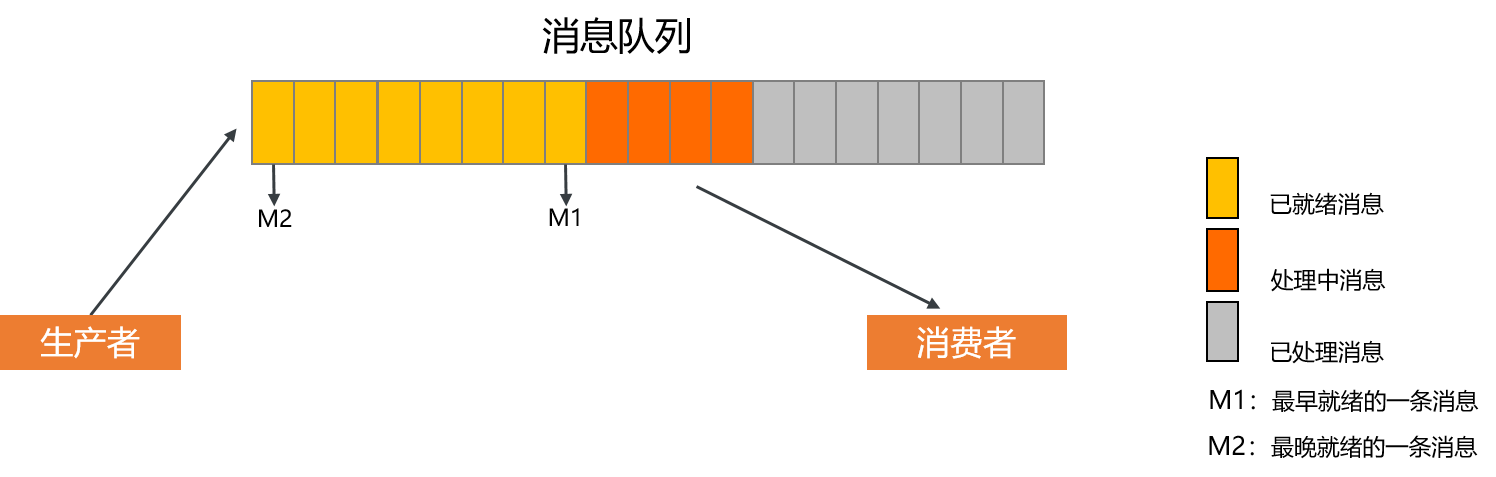 消息队列
M2
M1
生产者
消费者
已就绪消息
处理中消息
已处理消息
M1：最早就绪的一条消息
M2：最晚就绪的一条消息